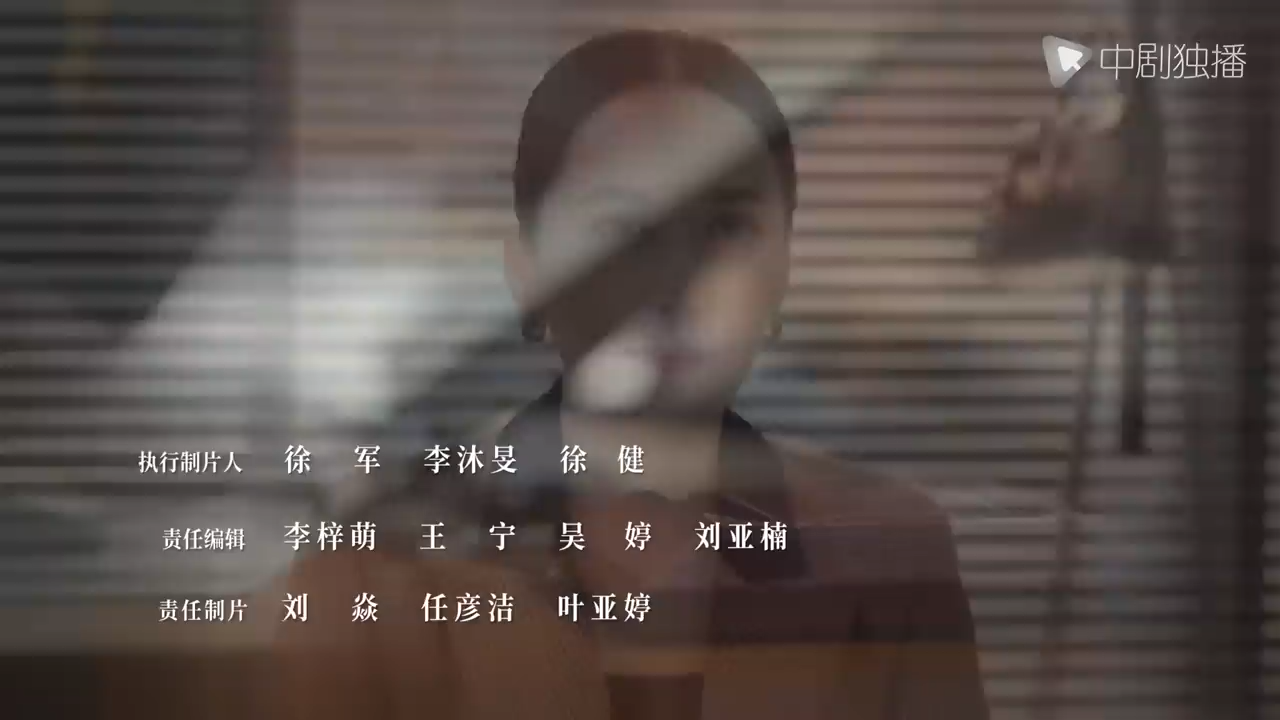 中剧独播
执行制片人 徐 军 李沐旻 徐 健
责任编辑 李梓萌 王 宁 吴 婷 刘亚楠
责任制片 刘 焱 任彦洁 叶亚婷